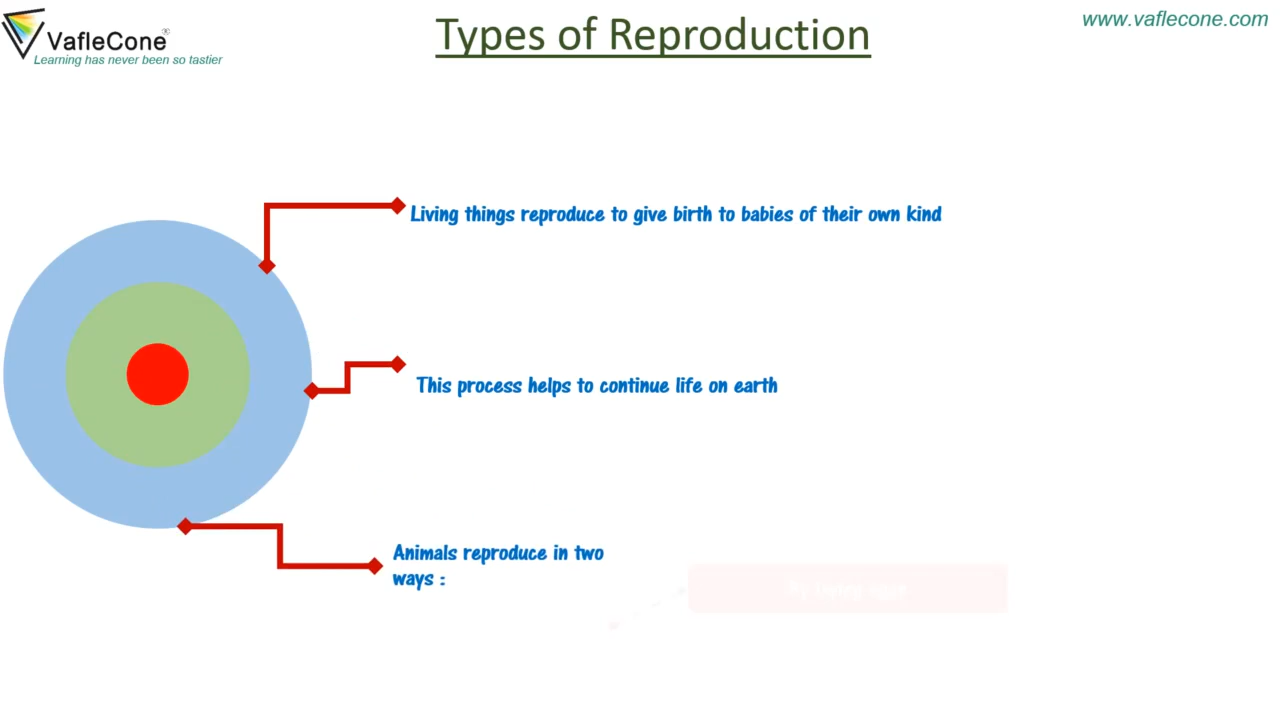 Types of Reproduction
www.vaflecone.com
VafleCone®
Learning has never been so tastier
Living things reproduce to give birth to babies of their own kind
This process helps to continue life on earth
Animals reproduce in two
ways :